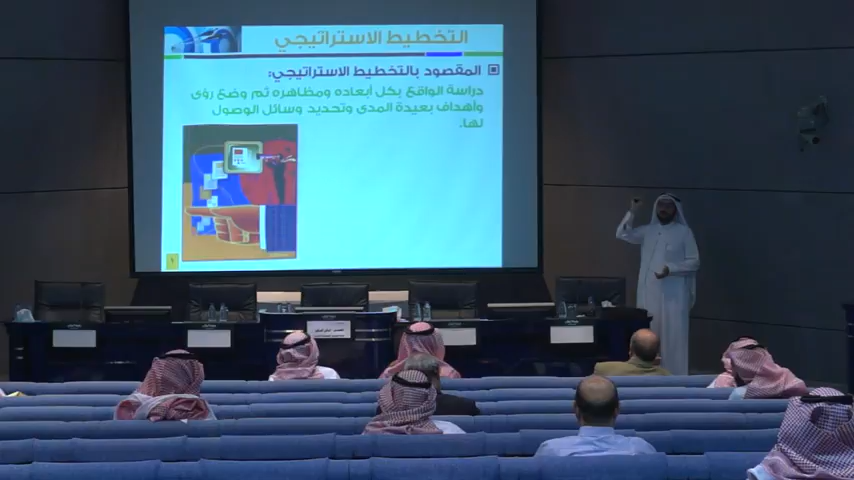 التخطيط الاستراتيجي
المقصود بالتخطيط الاستراتيجي:
دراسة الواقع بكل أبعاده ومظاهره ثم وضع رؤى
وأهداف بعيدة المدى وتحديد وسائل الوصول
لها.